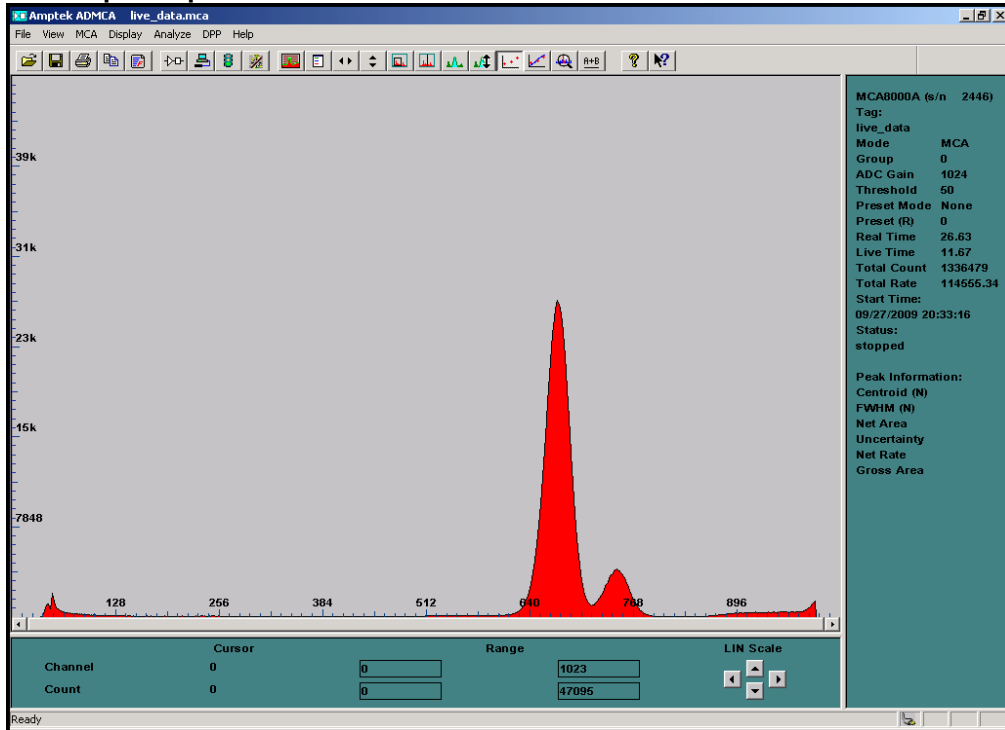 Amptek ADMCA live_data.mca
File View MCA Display Analyze DPP Help
A+B
39k
31k
23k
15k
7848
128 256 384 512 640 768 896
MCA8000A (s/n 2446)
Tag:
live_data
Mode MCA
Group 0
ADC Gain 1024
Threshold 50
Preset Mode None
Preset (R) 0
Real Time 26.63
Live Time 11.67
Total Count 1336479
Total Rate 114555.34
Start Time:
09/27/2009 20:33:16
Status:
stopped
Peak Information:
Centroid (N)
FWHM (N)
Net Area
Uncertainty
Net Rate
Gross Area
Cursor Range LIN Scale
Channel 0 0 1023
Count 0 0 47095
Ready